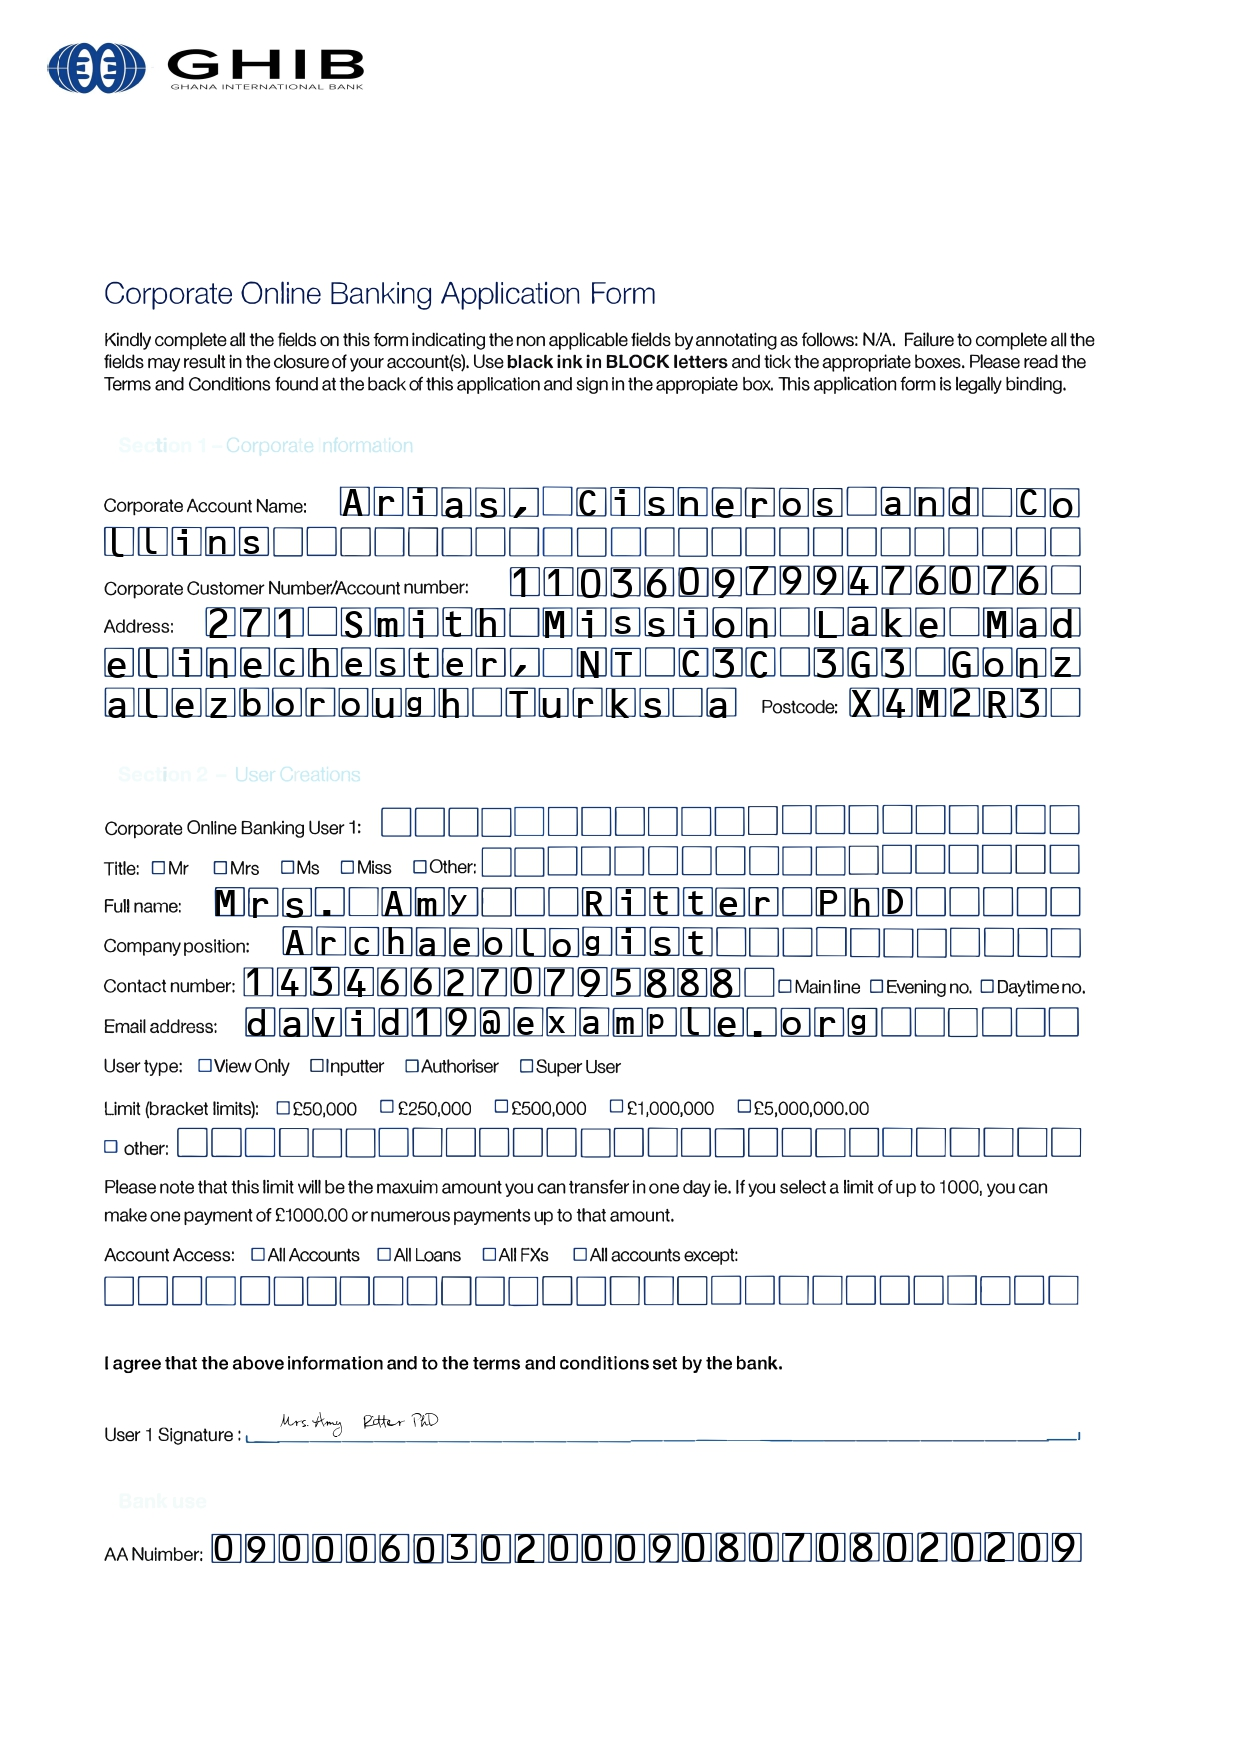 GHIB
GHANA INTERNATIONAL BANK
Corporate Online Banking Application Form
Kindly complete all the fields on this form indicating the non applicable fields by annotating as follows: N/A. Failure to complete all the
fields may result in the closure of your account(s). Use black ink in BLOCK letters and tick the appropriate boxes. Please read the
Terms and Conditions found at the back of this application and sign in the appropiate box. This application form is legally binding.
Section 1 – Corporate Information
Corporate Account Name: Arias, Cisneros and Co
llins
Corporate Customer Number/Account number: 1103609799476076
Address: 271 Smith Mission Lake Mad
elinechester, NT C3C 3G3 Gonz
alezborough Turks a Postcode: X4M2R3
Section 2 – User Creations
Corporate Online Banking User 1:
Title: Mr Mrs Ms Miss Other:
Full name: Mrs. Amy Ritter PhD
Company position: Archaeologist
Contact number: 143466270795888 Main line Evening no. Daytime no.
Email address: david19@example.org
User type: View Only Inputter Authoriser Super User
Limit (bracket limits): £50,000 £250,000 £500,000 £1,000,000 £5,000,000.00
other:
Please note that this limit will be the maxuim amount you can transfer in one day ie. If you select a limit of up to 1000, you can
make one payment of £1000.00 or numerous payments up to that amount.
Account Access: All Accounts All Loans All FXs All accounts except:
I agree that the above information and to the terms and conditions set by the bank.
User 1 Signature : Mrs. Amy Ritter PhD
Bank use
AA Nuimber: 09000603020009080708020209